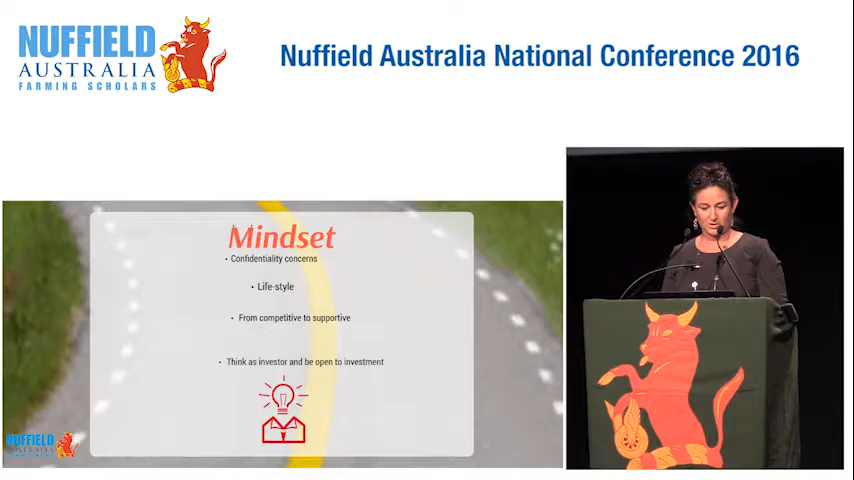 NUFFIELD
AUSTRALIA
FARMING SCHOLARS
Nuffield Australia National Conference 2016
Mindset
• Confidentiality concerns
• Life-style
• From competitive to supportive
• Think as investor and be open to investment
NUFFIELD
AUSTRALIA